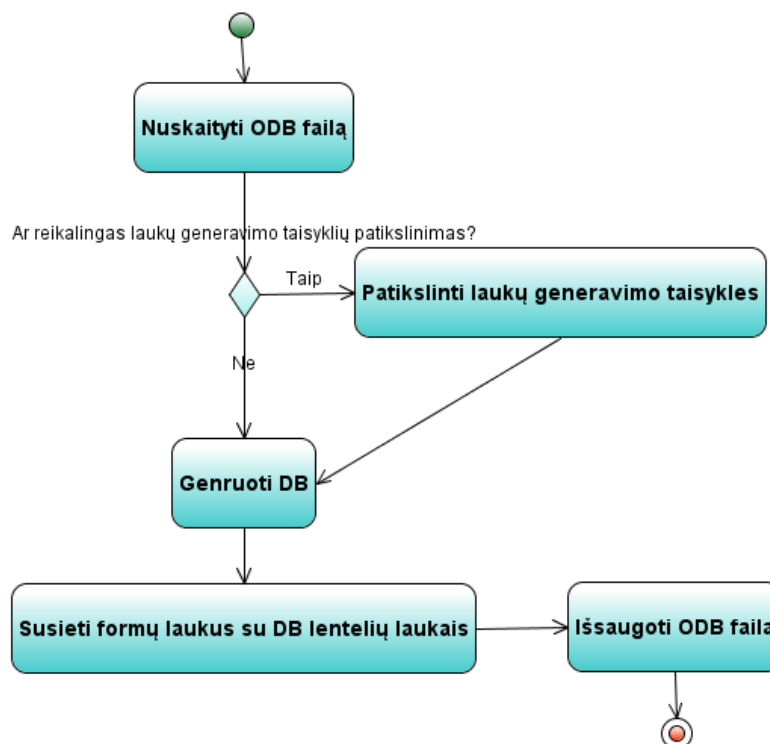 Nuskaityti ODB failą
Ar reikalingas laukų generavimo taisyklių patikslinimas?
Taip
Patikslinti laukų generavimo taisykles
Ne
Genruoti DB
Susieti formų laukus su DB lentelių laukais
Išsaugoti ODB failą